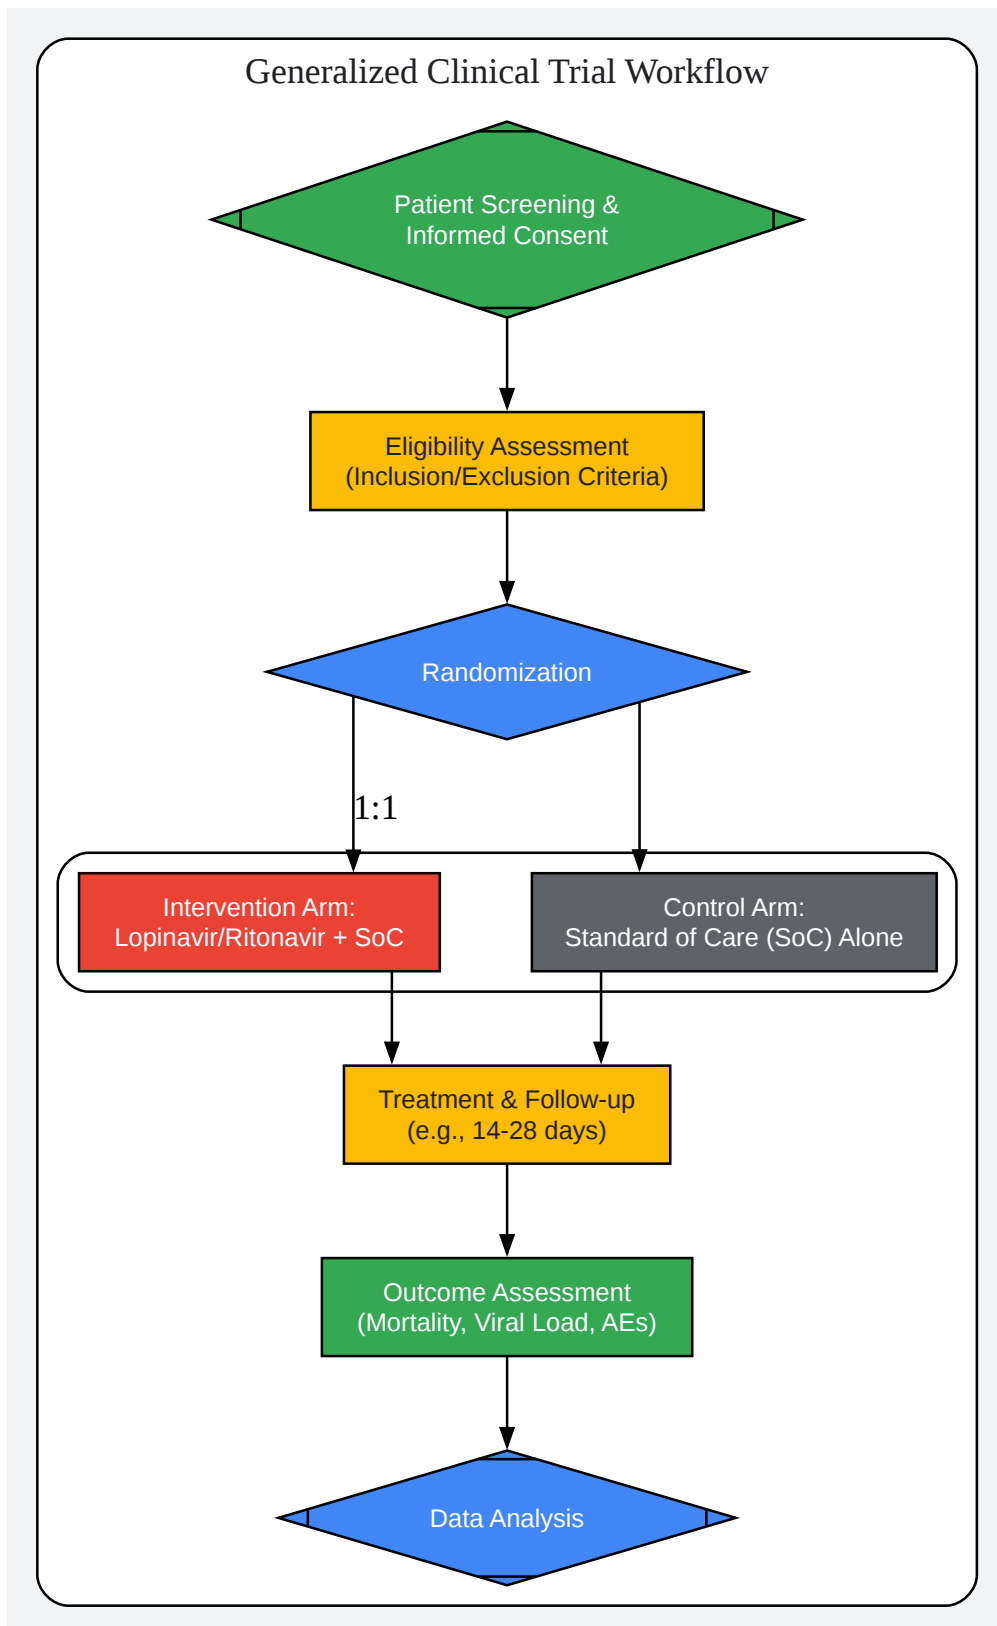 Generalized Clinical Trial Workflow
Patient Screening &
Informed Consent
Eligibility Assessment
(Inclusion/Exclusion Criteria)
Randomization
1:1
Intervention Arm:
Lopinavir/Ritonavir + SoC
Control Arm:
Standard of Care (SoC) Alone
Treatment & Follow-up
(e.g., 14-28 days)
Outcome Assessment
(Mortality, Viral Load, AEs)
Data Analysis